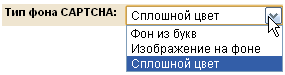 Тип фона CAPTCHA: Сплошной цвет
Фон из букв
Изображение на фоне
Сплошной цвет